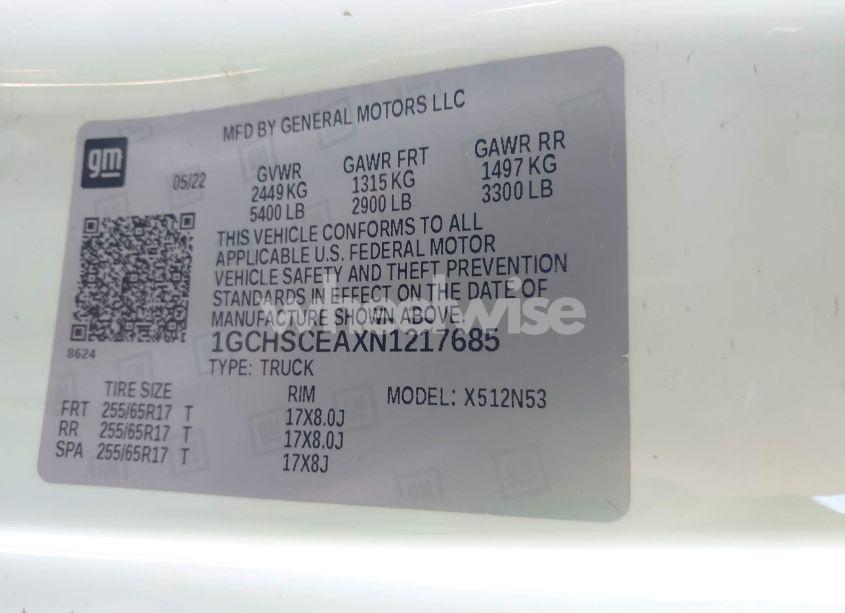 MFD BY GENERAL MOTORS LLC
gm
05/22
GVWR GAWR FRT GAWR RR
2449 KG 1315 KG 1497 KG
5400 LB 2900 LB 3300 LB
THIS VEHICLE CONFORMS TO ALL
APPLICABLE U.S. FEDERAL MOTOR
VEHICLE SAFETY AND THEFT PREVENTION
STANDARDS IN EFFECT ON THE DATE OF
MANUFACTURE SHOWN ABOVE:
wheelwise
8624
1GCHSCEAXN1217685
TYPE: TRUCK
TIRE SIZE RIM MODEL: X512N53
FRT 255/65R17 T 17X8.0J
RR 255/65R17 T 17X8.0J
SPA 255/65R17 T 17X8J